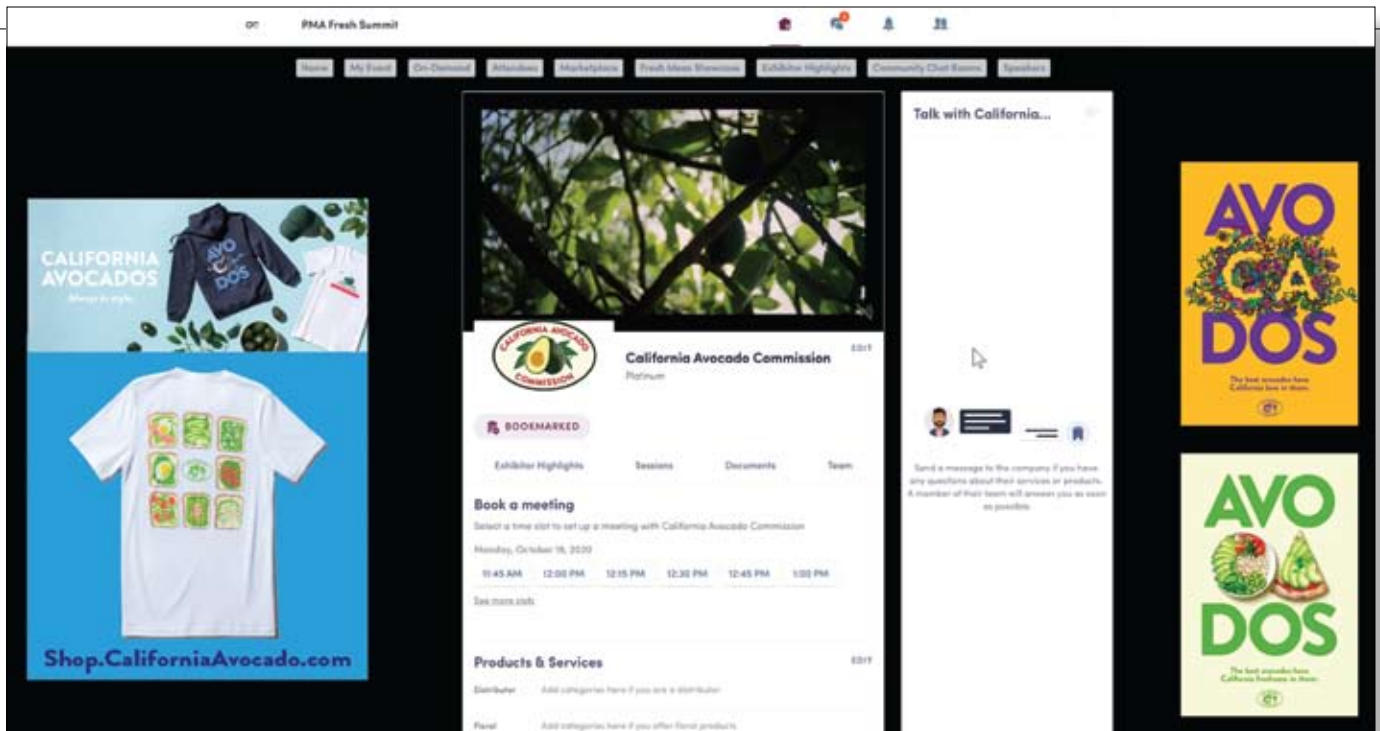 PMA Fresh Summit
Home My Event On-Demand Attendees Marketplace Fresh Ideas Showcase Exhibitor Highlights Community Chat Rooms Speakers
CALIFORNIA
AVOCADOS
Always in style.
AVO
DOS
Shop.CaliforniaAvocado.com
CALIFORNIA AVOCADO
COMMISSION
California Avocado Commission
EDIT
Platinum
BOOKMARKED
Exhibitor Highlights Sessions Documents Team
Book a meeting
Select a time slot to set up a meeting with California Avocado Commission
Monday, October 19, 2020
11:45 AM 12:00 PM 12:15 PM 12:30 PM 12:45 PM 1:00 PM
See more slots
Products & Services
EDIT
Distributor Add categories here if you are a distributor
Floral Add categories here if you offer floral products
Talk with California...
Send a message to the company if you have
any questions about their services or products.
A member of their team will answer you as soon
as possible.
AVO
CA
DOS
The best avocados have
California love in them.
AVO
CA
DOS
The best avocados have
California freshness in them.